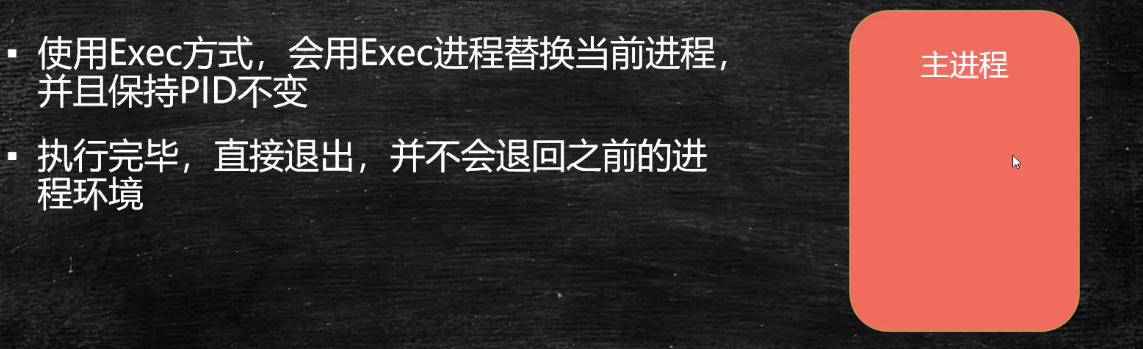 ▪ 使用Exec方式，会用Exec进程替换当前进程，
并且保持PID不变
▪ 执行完毕，直接退出，并不会退回之前的进
程环境
主进程